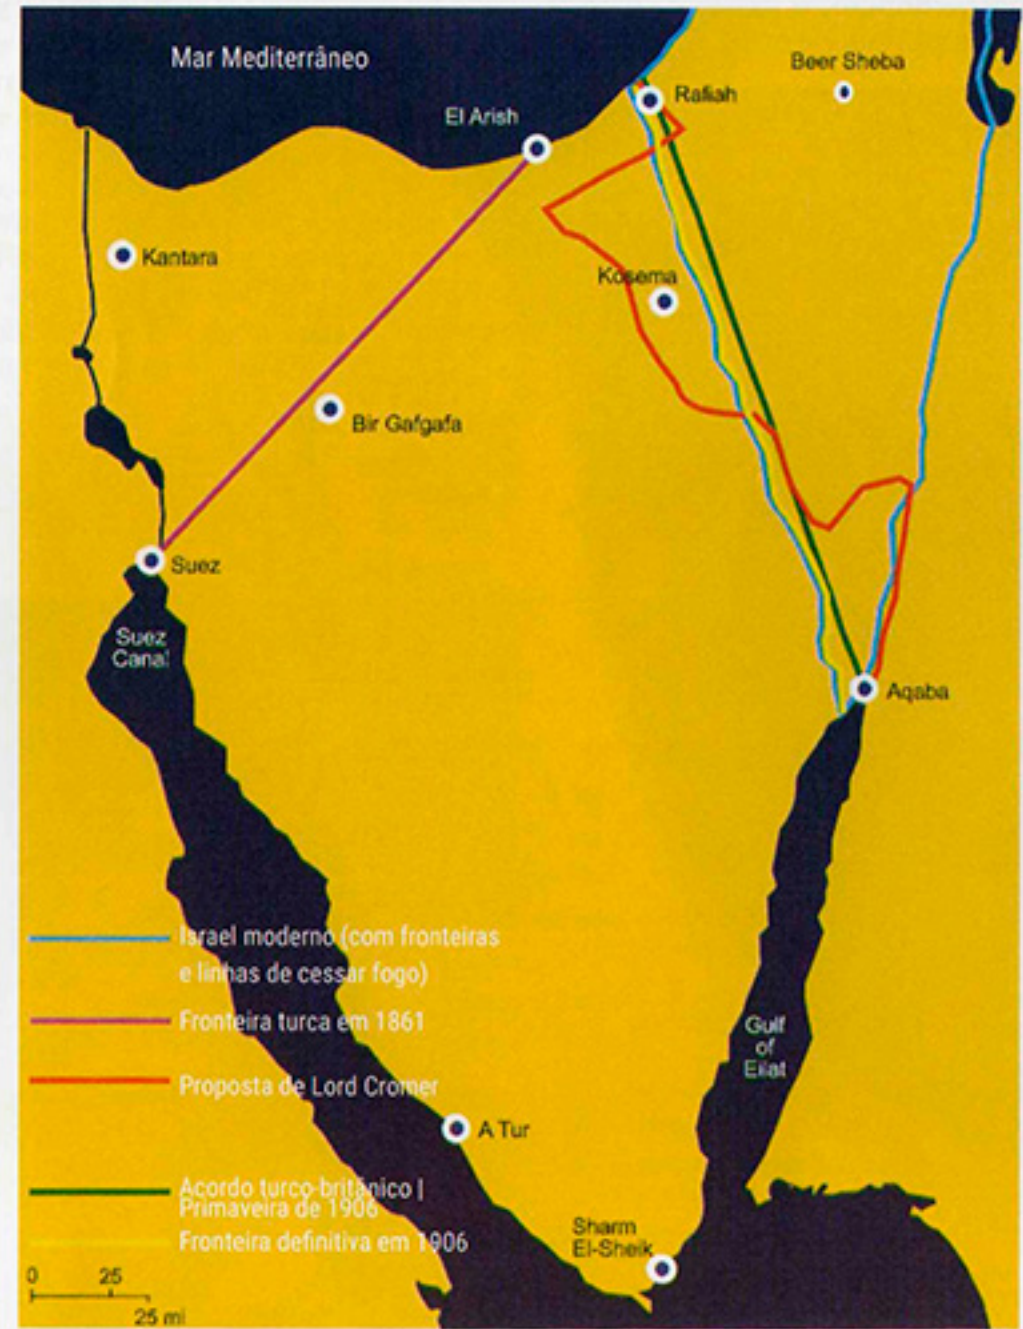 Mar Mediterrâneo
Beer Sheba
Rafiah
El Arish
Kantara
Kosema
Bir Gafgafa
Suez
Suez
Canal
Aqaba
Israel moderno (com fronteiras
e linhas de cessar fogo)
Fronteira turca em 1861
Gulf
of
Eilat
Proposta de Lord Cromer
A Tur
Acordo turco-britânico |
Primaveira de 1906
Fronteira definitiva em 1906
Sharm
El-Sheik
0 25
25 mi